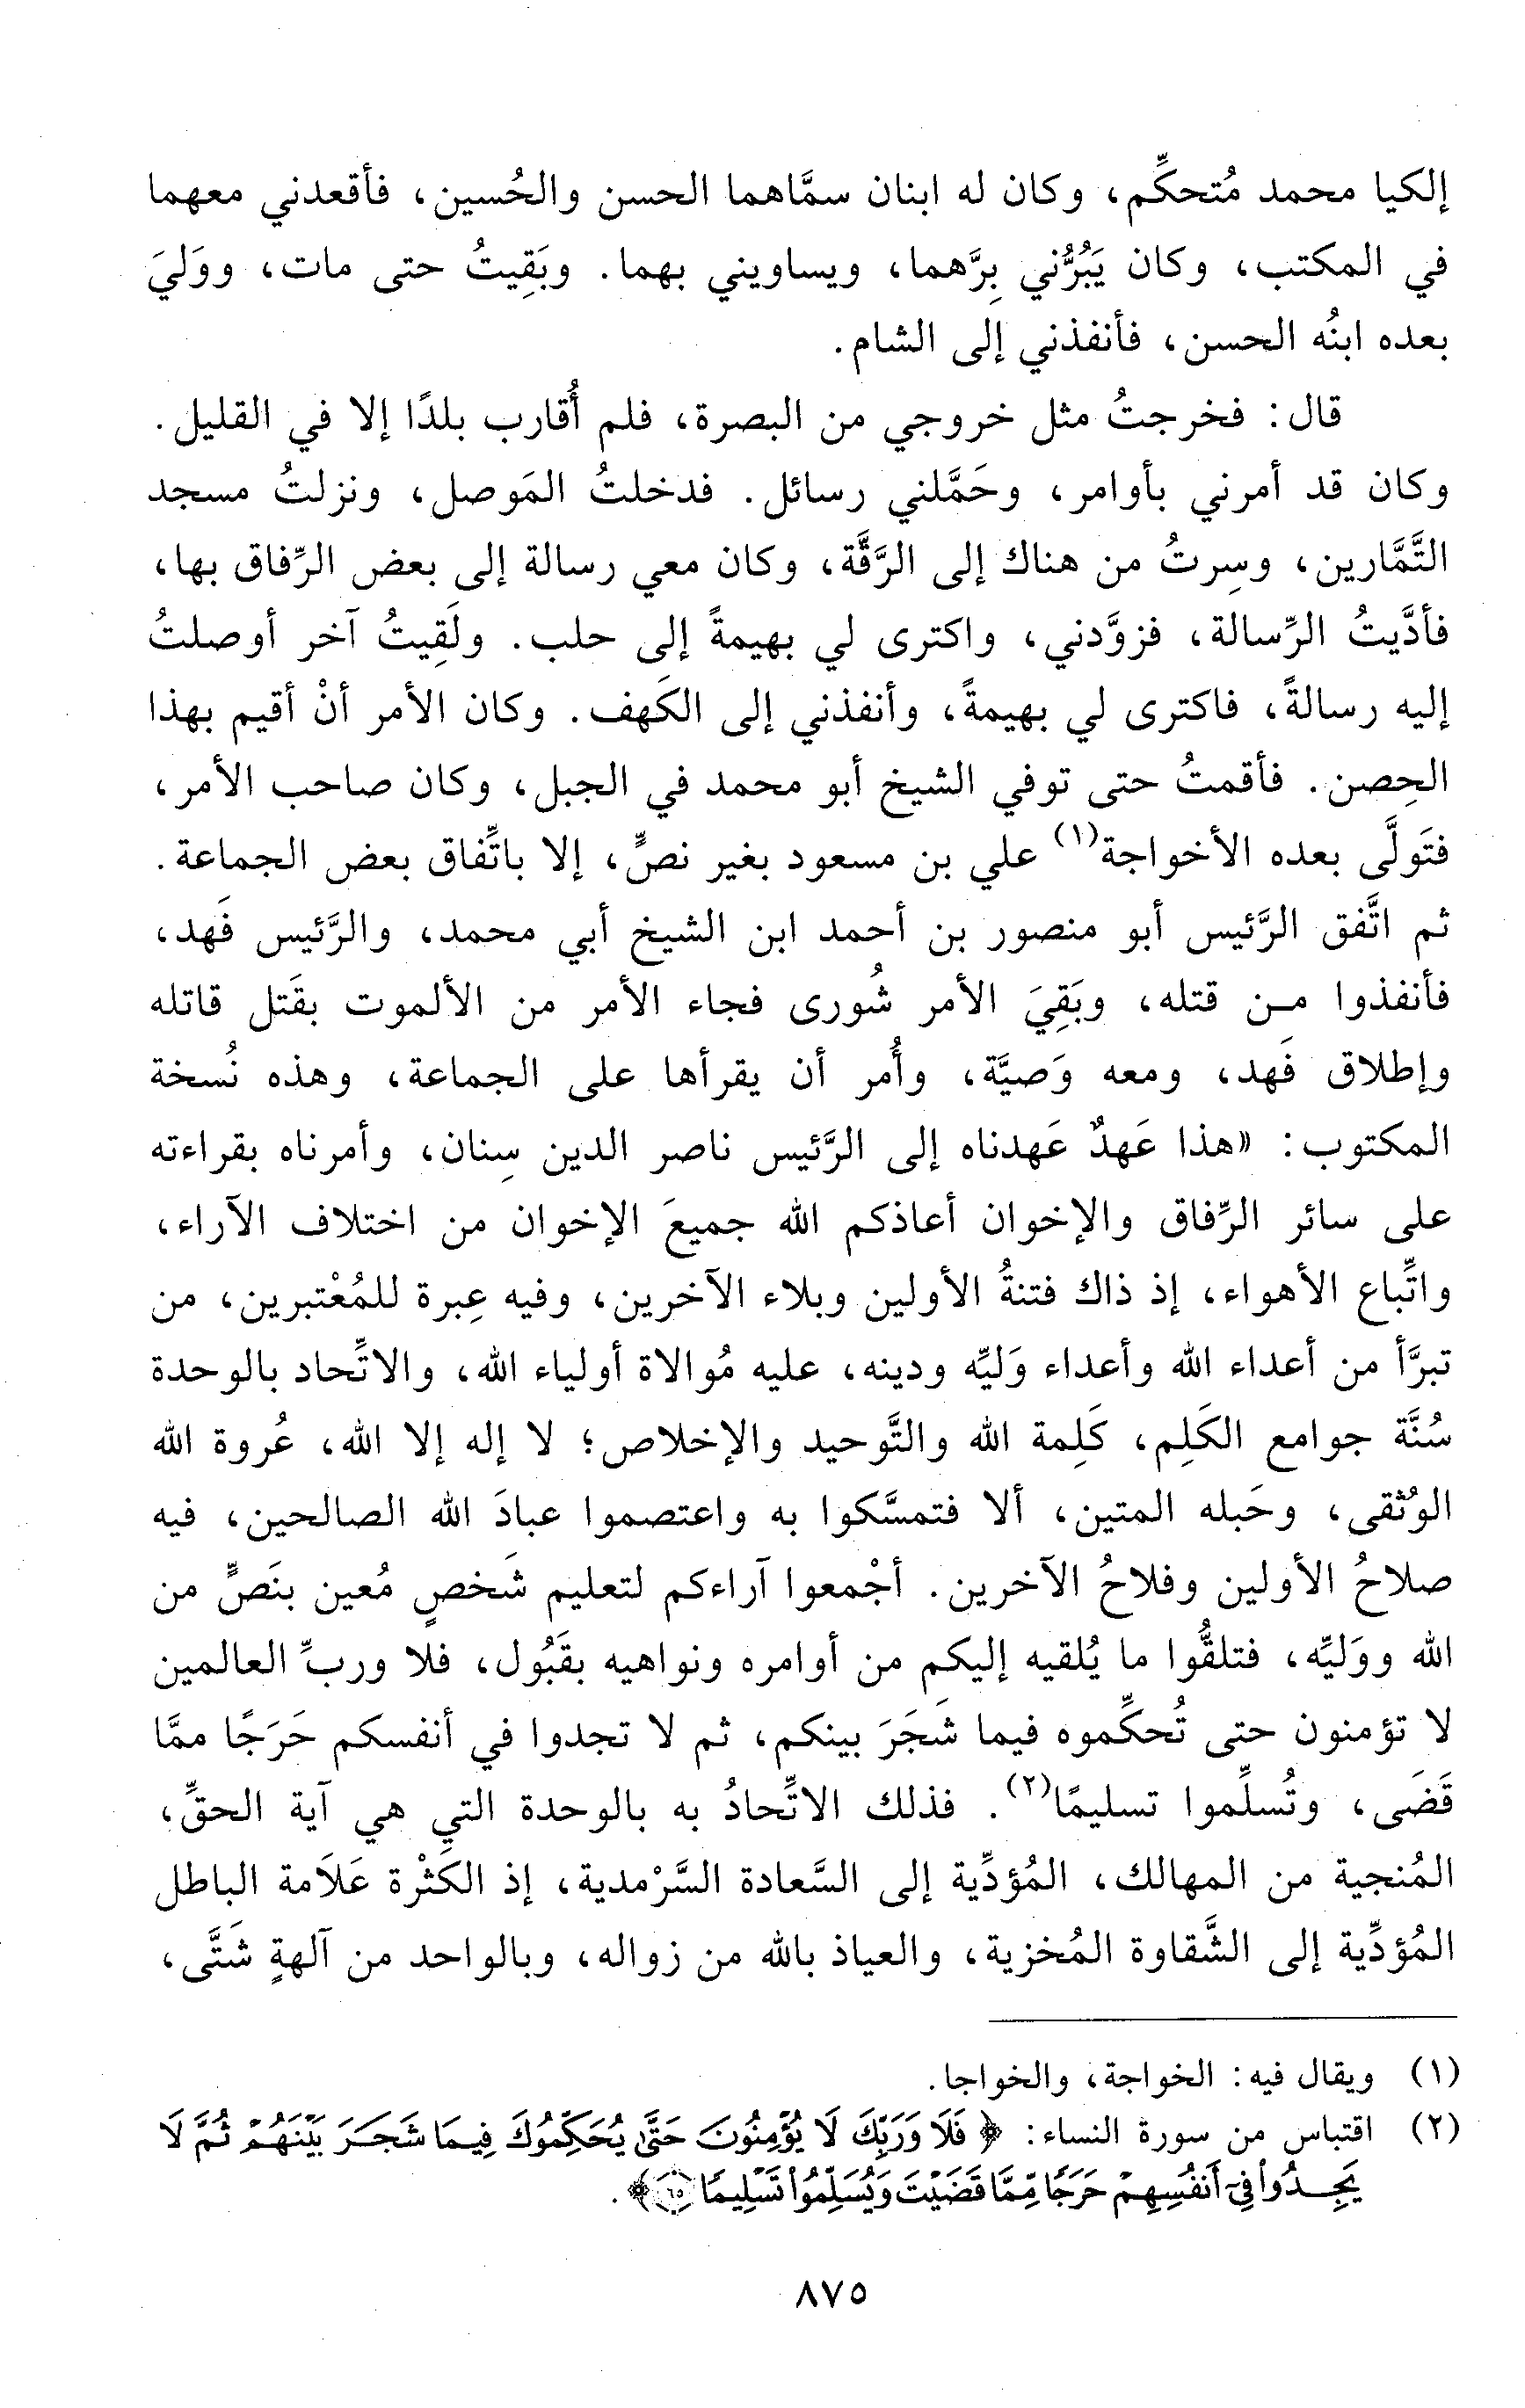 إلكيا محمد مُتحكِّم، وكان له ابنان سمَّاهما الحسن والحُسين، فأقعدني معهما
في المكتب، وكان يَبُرُّني بِرَّهما، ويساويني بهما. وبَقِيتُ حتى مات، ووَليَ
بعده ابنُه الحسن، فأنفذني إلى الشام.
قال: فخرجتُ مثل خروجي من البصرة، فلم أُقارب بلدًا إلا في القليل.
وكان قد أمرني بأوامر، وحَمَّلني رسائل. فدخلتُ المَوصل، ونزلتُ مسجد
التَّمَّارين، وسِرتُ من هناك إلى الرَّقَّة، وكان معي رسالة إلى بعض الرِّفاق بها،
فأدَّيتُ الرِّسالة، فزوَّدني، واكترى لي بهيمةً إلى حلب. ولَقِيتُ آخر أوصلتُ
إليه رسالةً، فاكترى لي بهيمةً، وأنفذني إلى الكَهف. وكان الأمر أنْ أقيم بهذا
الحِصن. فأقمتُ حتى توفي الشيخ أبو محمد في الجبل، وكان صاحب الأمر،
فتَولَّى بعده الأخواجة(١) علي بن مسعود بغير نصٍّ، إلا باتِّفاق بعض الجماعة.
ثم اتَّفق الرَّئيس أبو منصور بن أحمد ابن الشيخ أبي محمد، والرَّئيس فَهد،
فأنفذوا من قتله، وبَقِيَ الأمر شُورى فجاء الأمر من الألموت بقَتل قاتله
وإطلاق فَهد، ومعه وَصيَّة، وأُمر أن يقرأها على الجماعة، وهذه نُسخة
المكتوب: «هذا عَهدٌ عَهدناه إلى الرَّئيس ناصر الدين سِنان، وأمرناه بقراءته
على سائر الرِّفاق والإخوان أعاذكم الله جميعَ الإخوان من اختلاف الآراء،
واتِّباع الأهواء، إذ ذاك فتنةُ الأولين وبلاء الآخرين، وفيه عِبرة للمُعْتبرين، من
تبرَّأ من أعداء الله وأعداء وَليِّه ودينه، عليه مُوالاة أولياء الله، والاتِّحاد بالوحدة
سُنَّة جوامع الكَلِم، كَلِمة الله والتَّوحيد والإخلاص؛ لا إله إلا الله، عُروة الله
الوُثقى، وحَبله المتين، ألا فتمسَّكوا به واعتصموا عبادَ الله الصالحين، فيه
صلاحُ الأولين وفلاحُ الآخرين. أجْمعوا آراءكم لتعليم شَخصٍ مُعين بنَصٍّ من
الله ووَليِّه، فتلقُّوا ما يُلقيه إليكم من أوامره ونواهيه بقَبُول، فلا وربِّ العالمين
لا تؤمنون حتى تُحكِّموه فيما شَجَرَ بينكم، ثم لا تجدوا في أنفسكم حَرَجًا ممَّا
قَضَى، وتُسلِّموا تسليمًا(٢). فذلك الاتِّحادُ به بالوحدة التي هي آية الحقِّ،
المُنجية من المهالك، المُؤدِّية إلى السَّعادة السَّرْمدية، إذ الكَثْرة عَلاَمة الباطل
المُؤدِّية إلى الشَّقاوة المُخزية، والعياذ بالله من زواله، وبالواحد من آلهةٍ شَتَّى،
(١) ويقال فيه: الخواجة، والخواجا.
(٢) اقتباس من سورة النساء: ﴿فَلَا وَرَبِّكَ لَا يُؤْمِنُونَ حَتَّىٰ يُحَكِّمُوكَ فِيمَا شَجَرَ بَيْنَهُمْ ثُمَّ لَا
يَجِدُوا۟ فِىٓ أَنفُسِهِمْ حَرَجًا مِّمَّا قَضَيْتَ وَيُسَلِّمُوا۟ تَسْلِيمًا ٦٥﴾.
٨٧٥